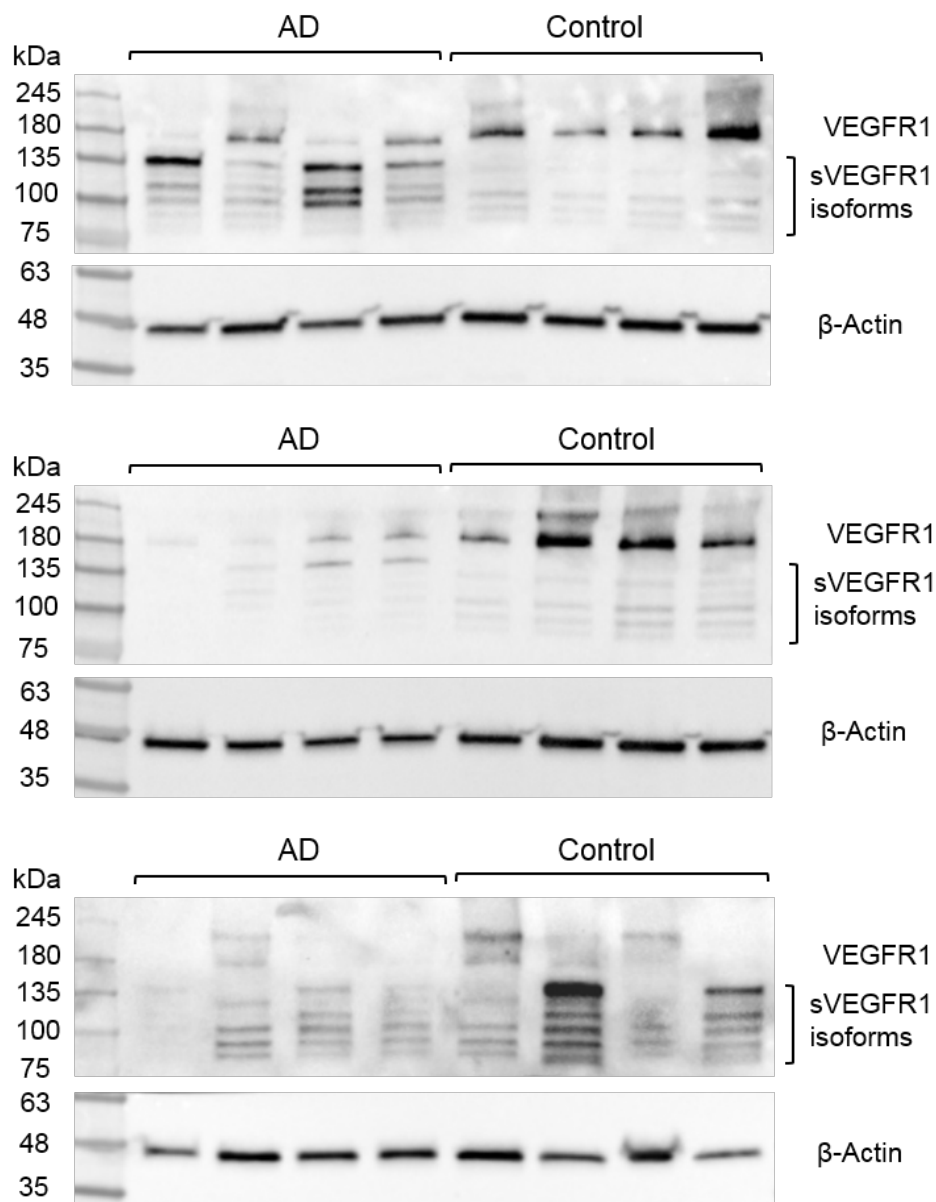 AD Control
kDa
245
180 VEGFR1
135
sVEGFR1
100 isoforms
75
63
48 β-Actin
35
AD Control
kDa
245
180 VEGFR1
135
sVEGFR1
100 isoforms
75
63
48 β-Actin
35
AD Control
kDa
245
180 VEGFR1
135
sVEGFR1
100 isoforms
75
63
48 β-Actin
35